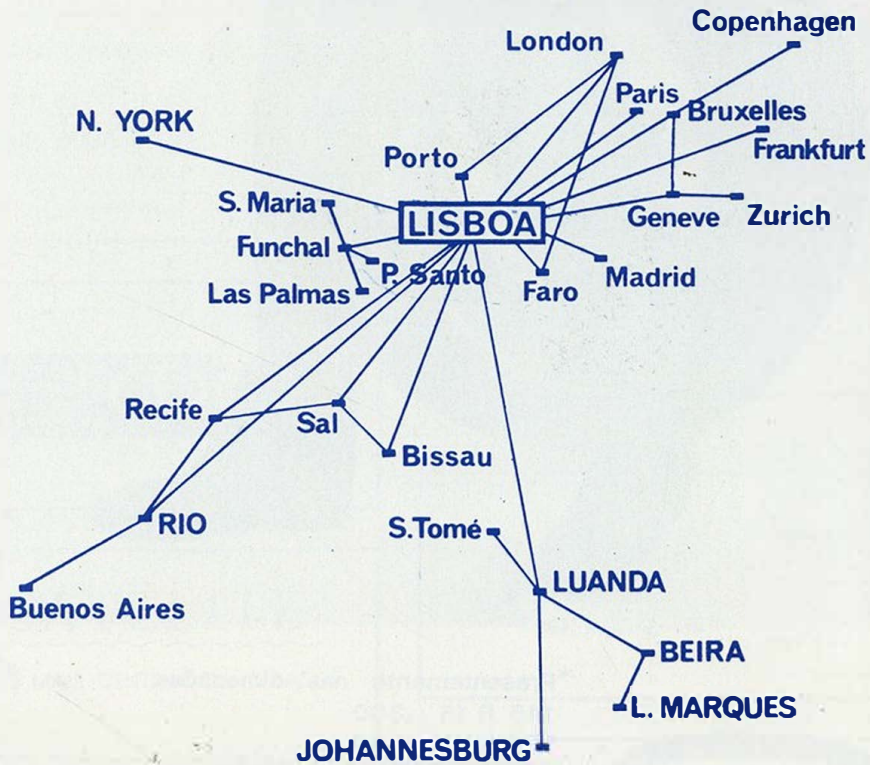 Copenhagen
London
Paris
Bruxelles
N. YORK
Frankfurt
Porto
S. Maria
LISBOA
Geneve
Zurich
Funchal
P. Santo
Madrid
Las Palmas
Faro
Recife
Sal
Bissau
RIO
S.Tomé
LUANDA
Buenos Aires
BEIRA
L. MARQUES
JOHANNESBURG